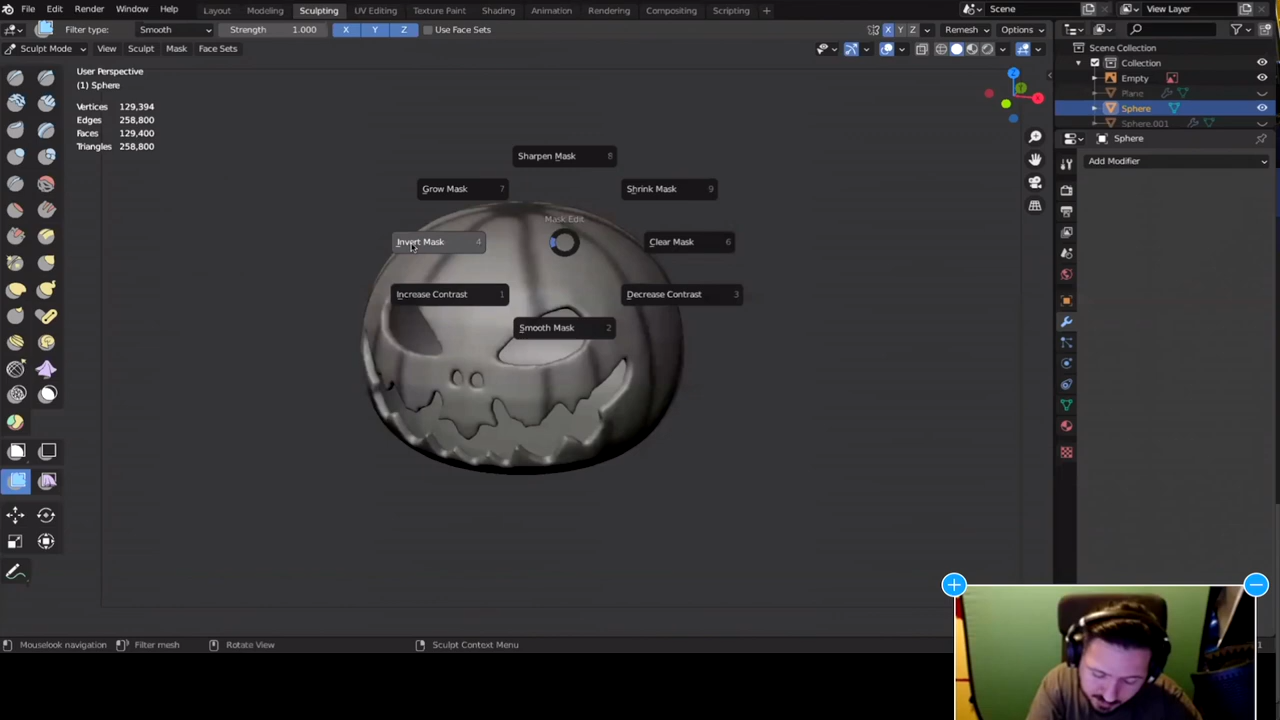 File Edit Render Window Help Layout Modeling Sculpting UV Editing Texture Paint Shading Animation Rendering Compositing Scripting + Scene View Layer
Filter type: Smooth Strength 1.000 X Y Z Use Face Sets X Y Z Remesh Options
Sculpt Mode View Sculpt Mask Face Sets
Scene Collection
Collection
Empty
Plane
Sphere
Sphere.001
User Perspective
(1) Sphere
Vertices 129,394
Edges 258,800
Faces 129,400
Triangles 258,800
Z
X
Sphere
Add Modifier
Sharpen Mask 8
Grow Mask 7
Shrink Mask 9
Mask Edit
Invert Mask 4
Clear Mask 6
Increase Contrast 1
Decrease Contrast 3
Smooth Mask 2
Mouselook navigation Filter mesh Rotate View Sculpt Context Menu